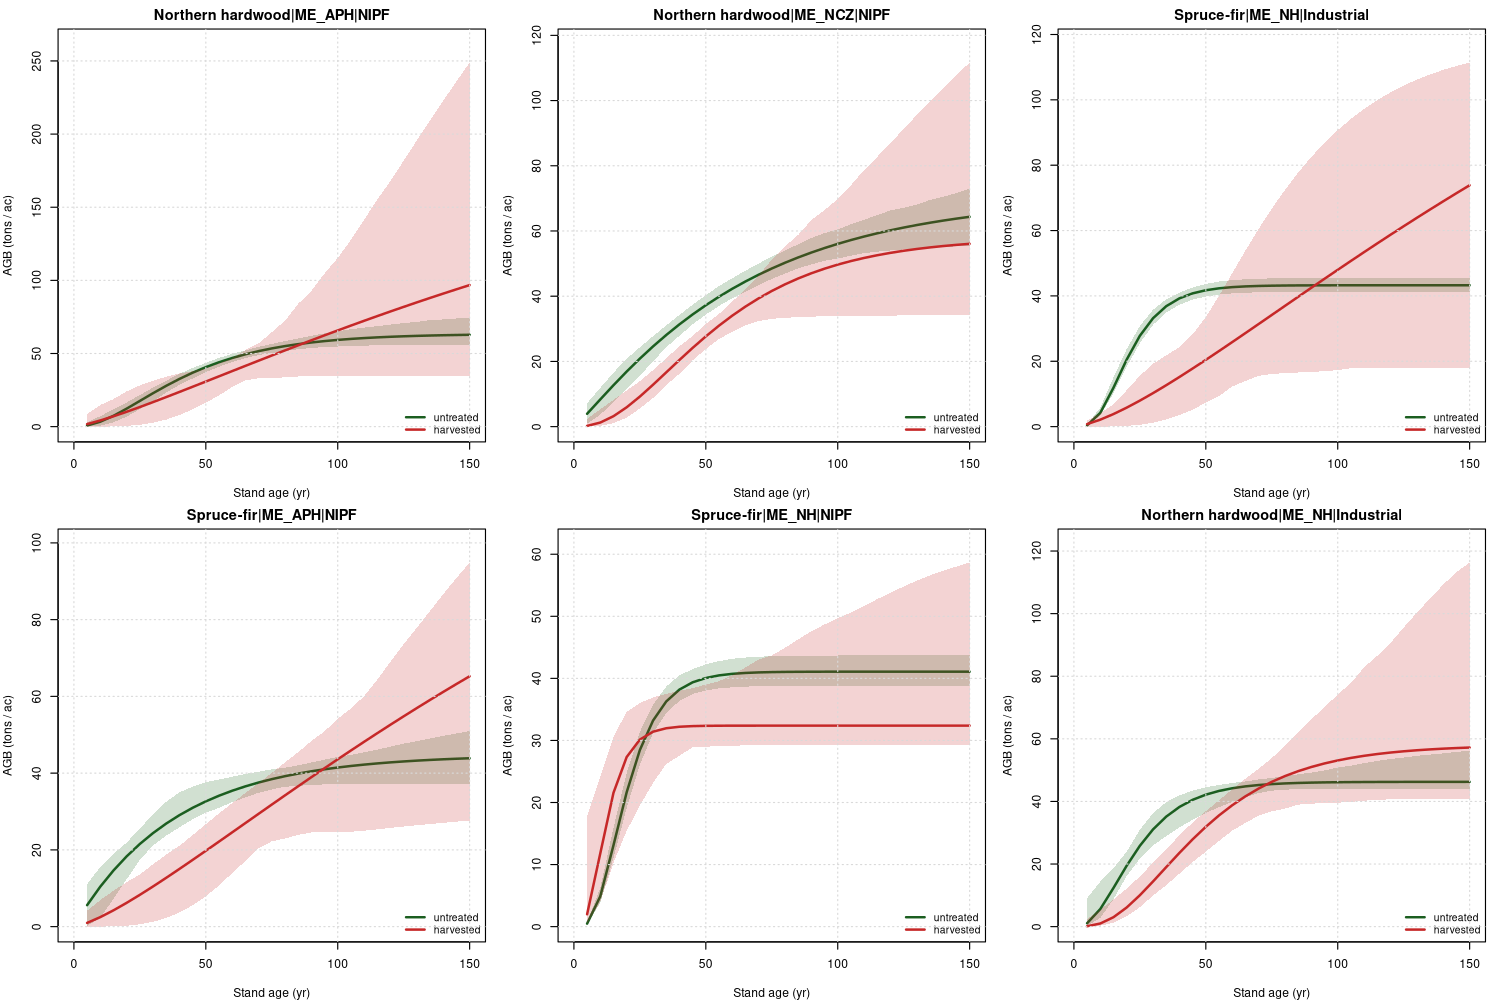 Northern hardwood|ME_APH|NIPF
AGB (tons / ac)
250
200
150
100
50
0
untreated
harvested
0 50 100 150
Stand age (yr)
Northern hardwood|ME_NCZ|NIPF
AGB (tons / ac)
120
100
80
60
40
20
0
untreated
harvested
0 50 100 150
Stand age (yr)
Spruce-fir|ME_NH|Industrial
AGB (tons / ac)
120
100
80
60
40
20
0
untreated
harvested
0 50 100 150
Stand age (yr)
Spruce-fir|ME_APH|NIPF
AGB (tons / ac)
100
80
60
40
20
0
untreated
harvested
0 50 100 150
Stand age (yr)
Spruce-fir|ME_NH|NIPF
AGB (tons / ac)
60
50
40
30
20
10
0
untreated
harvested
0 50 100 150
Stand age (yr)
Northern hardwood|ME_NH|Industrial
AGB (tons / ac)
120
100
80
60
40
20
0
untreated
harvested
0 50 100 150
Stand age (yr)